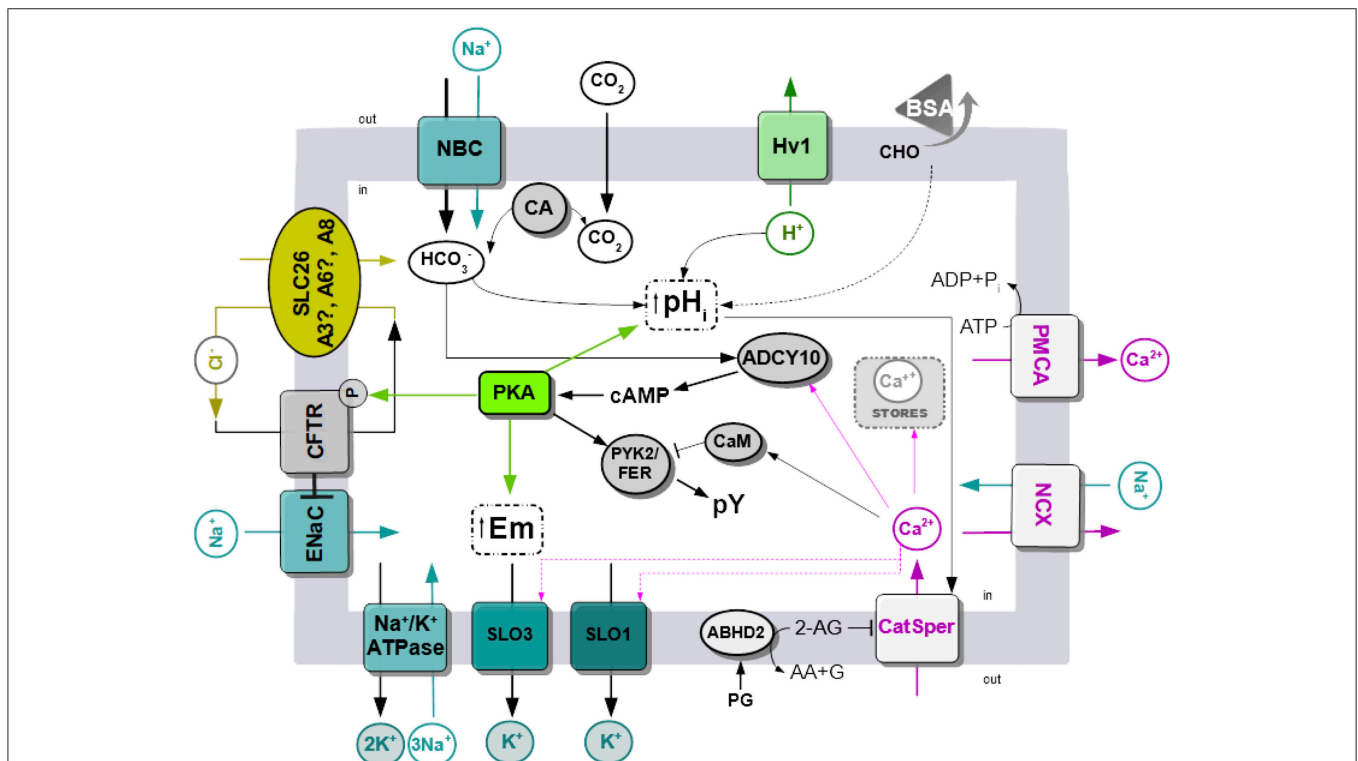 Na⁺
CO₂
BSA
out
NBC
Hv1
CHO
in
CA
SLC26
A3?, A6?, A8
HCO₃⁻
CO₂
H⁺
↑pHᵢ
ADP+Pᵢ
ATP
PMCA
Ca²⁺
Cl⁻
ADCY10
Ca⁺⁺
STORES
P
PKA
cAMP
CFTR
CaM
PYK2/
FER
pY
NCX
Na⁺
Na⁺
ENaC
↑Em
Ca²⁺
in
Na⁺/K⁺
ATPase
SLO3
SLO1
ABHD2
2-AG
CatSper
AA+G
out
PG
2K⁺
3Na⁺
K⁺
K⁺